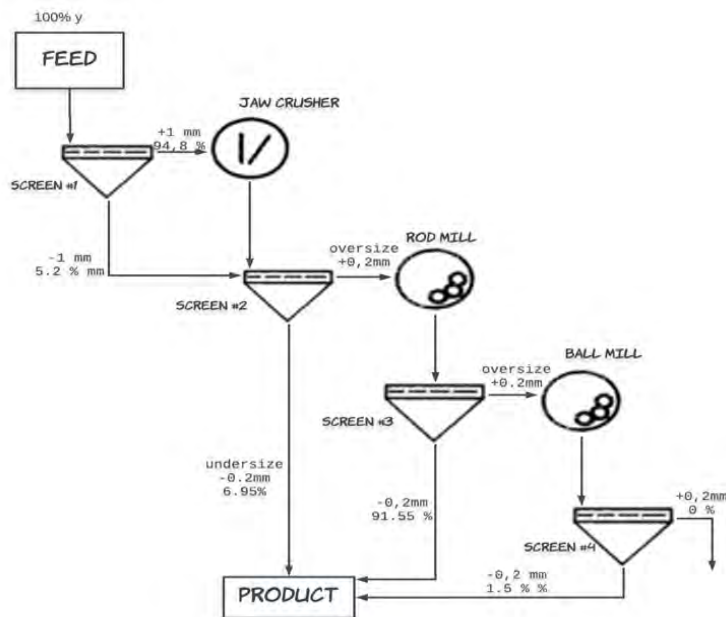 100% y
FEED
JAW CRUSHER
+1 mm
94,8 %
SCREEN #1
-1 mm
5.2 % mm
oversize
+0,2mm
ROD MILL
SCREEN #2
BALL MILL
oversize
+0.2mm
SCREEN #3
undersize
-0.2mm
6.95%
-0,2mm
91.55 %
+0,2mm
0 %
SCREEN #4
-0,2 mm
1.5 % %
PRODUCT